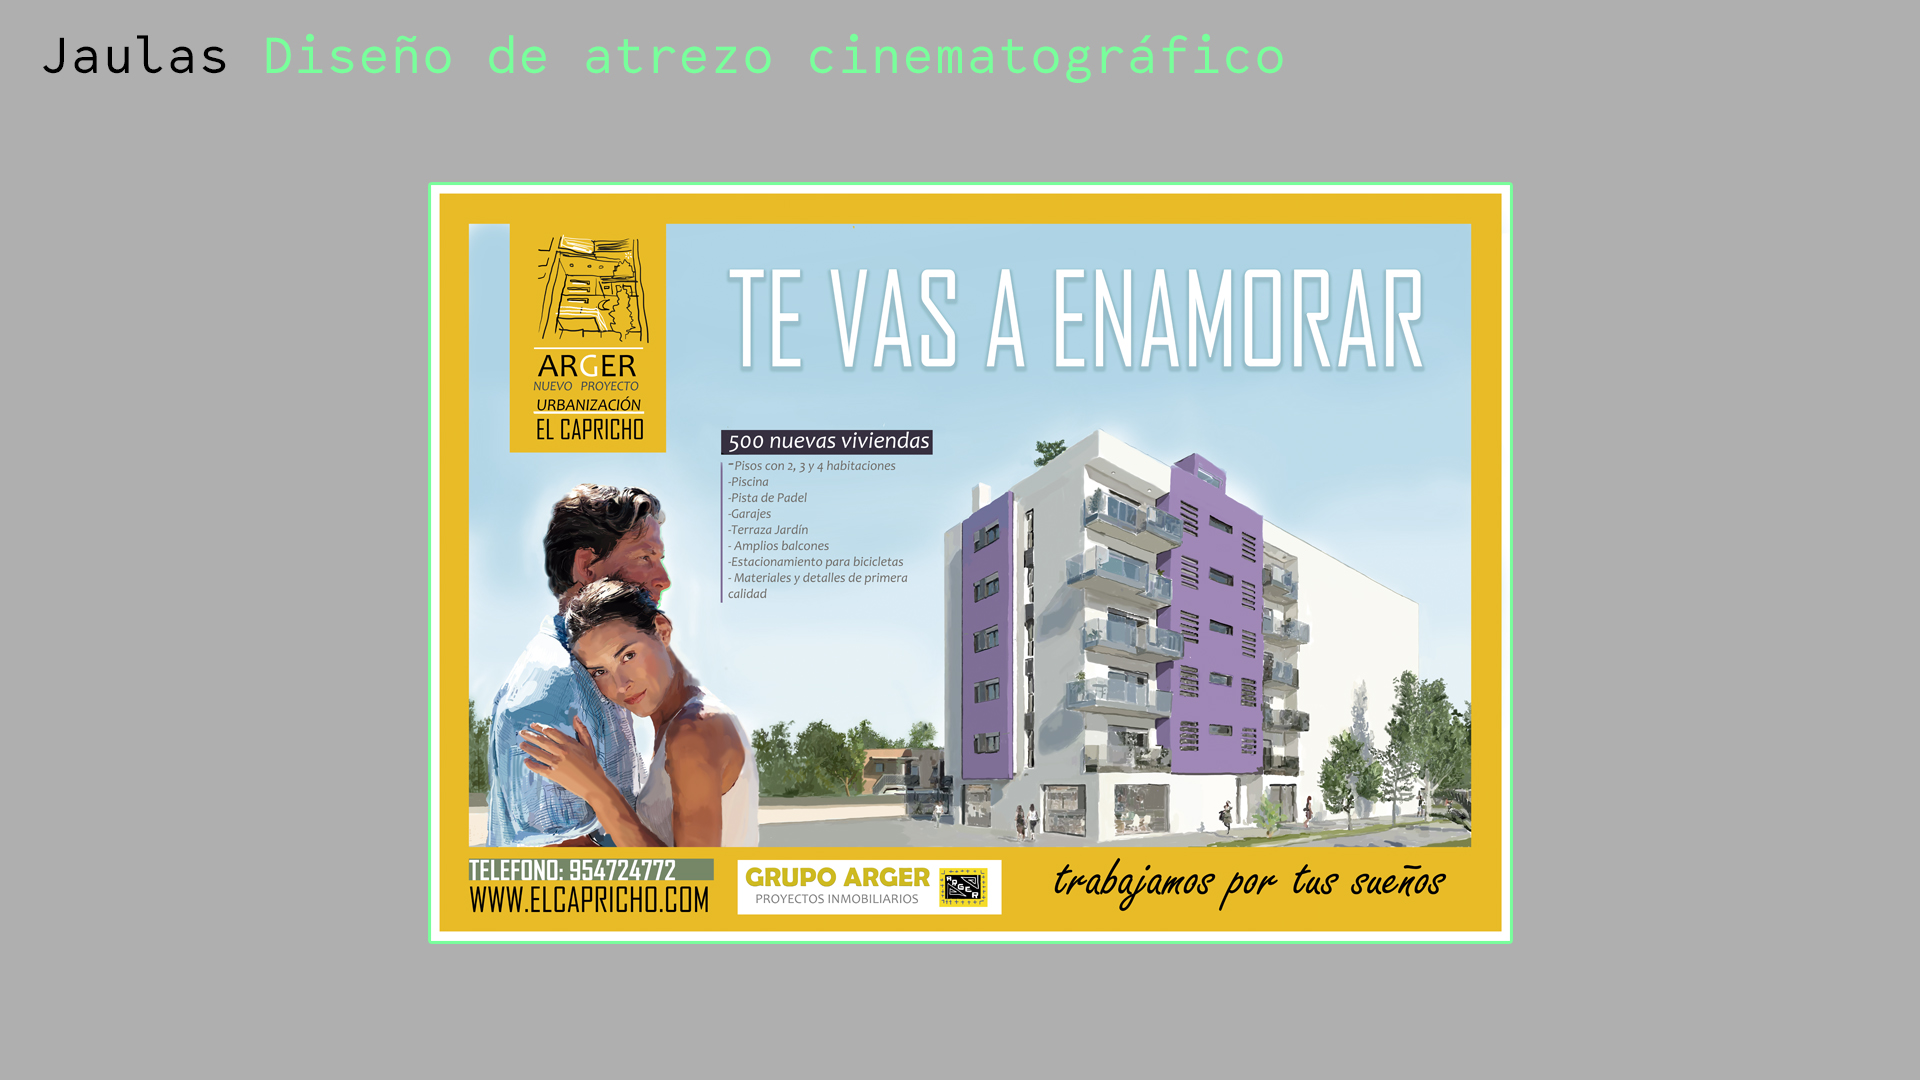 Jaulas Diseño de atrezo cinematográfico
TE VAS A ENAMORAR
ARGER
NUEVO PROYECTO
URBANIZACIÓN
EL CAPRICHO
500 nuevas viviendas
-Pisos con 2, 3 y 4 habitaciones
-Piscina
-Pista de Padel
-Garajes
-Terraza Jardín
- Amplios balcones
-Estacionamiento para bicicletas
- Materiales y detalles de primera
calidad
TELEFONO: 954724772
WWW.ELCAPRICHO.COM
GRUPO ARGER
PROYECTOS INMOBILIARIOS
ARGER
trabajamos por tus sueños